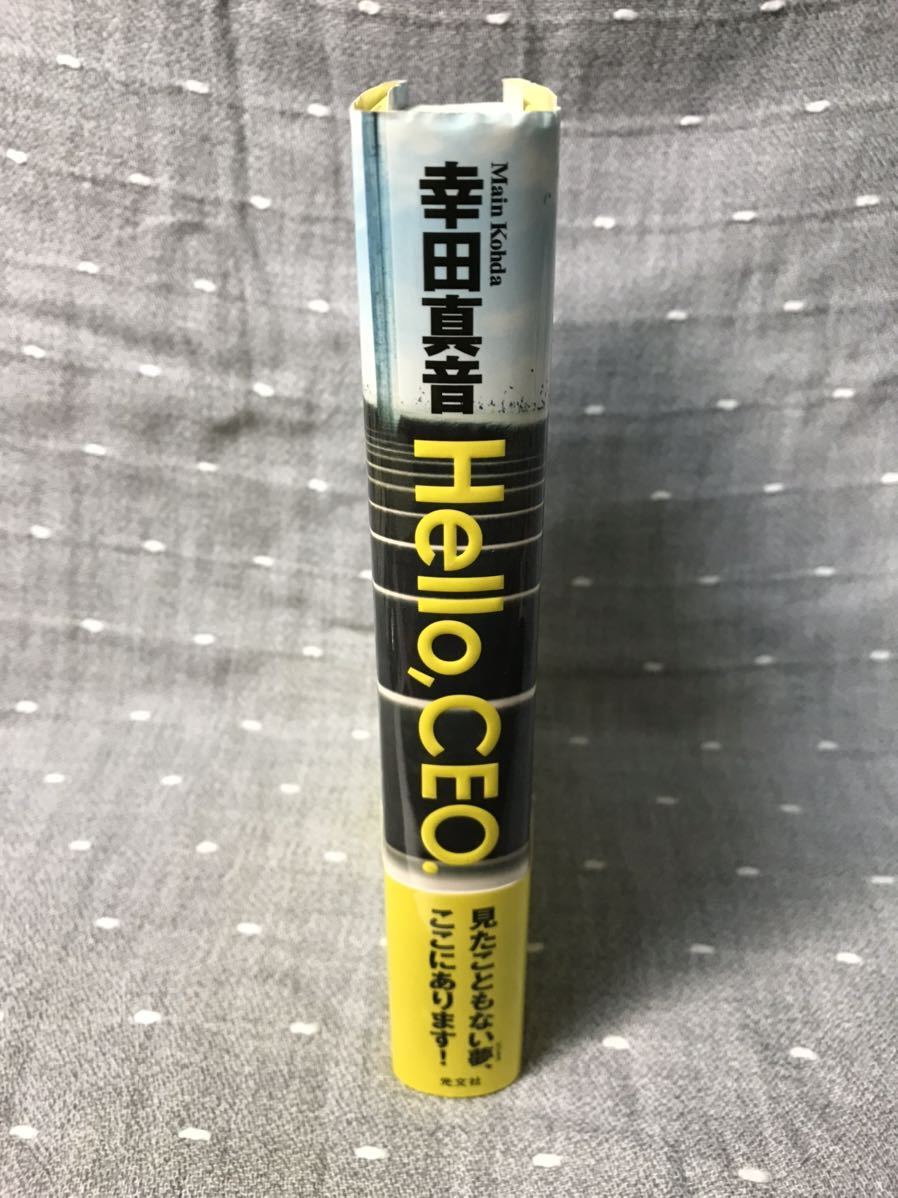 幸田真音
Main Kohda
Hello, CEO.
見たこともない夢、
ここにあります!
光文社